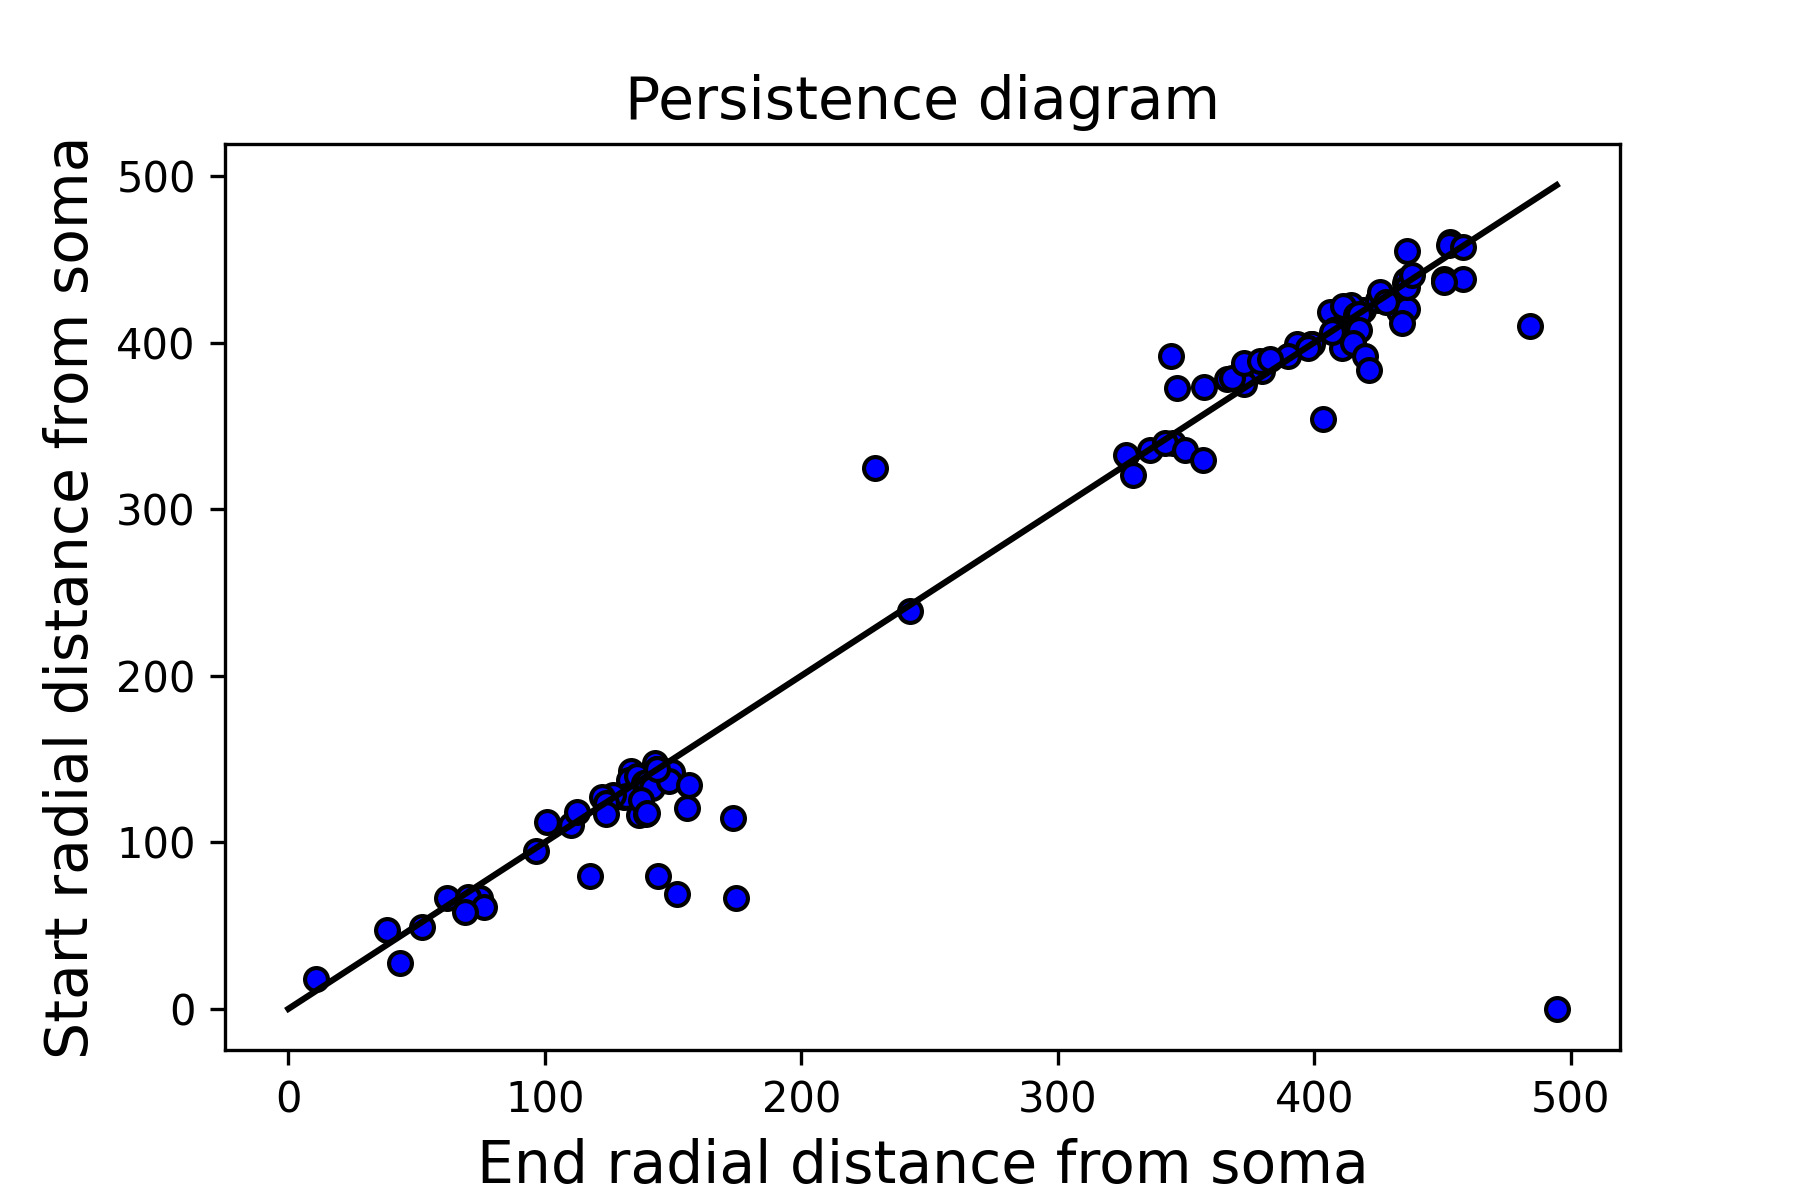 Persistence diagram
Start radial distance from soma
500
400
300
200
100
0
0 100 200 300 400 500
End radial distance from soma